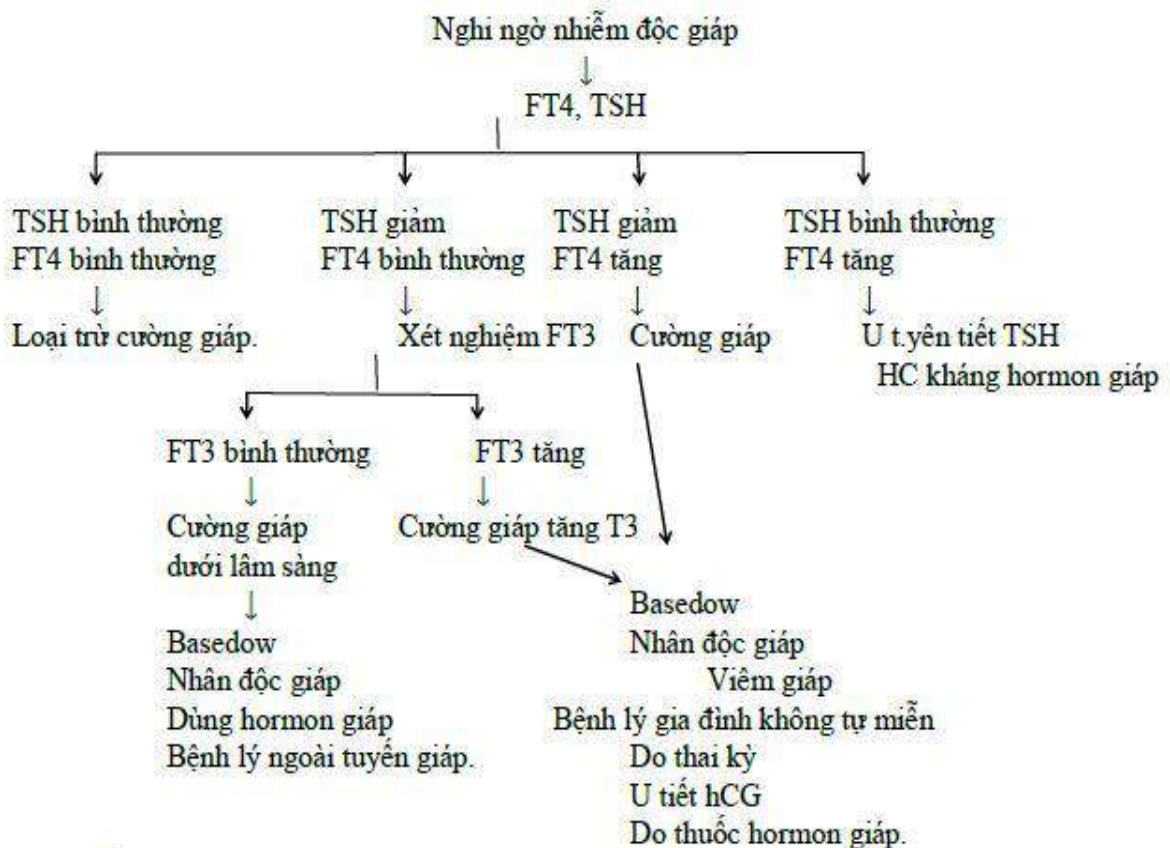 Nghi ngờ nhiễm độc giáp
FT4, TSH
TSH bình thường
FT4 bình thường
TSH giảm
FT4 bình thường
TSH giảm
FT4 tăng
TSH bình thường
FT4 tăng
Loại trừ cường giáp.
Xét nghiệm FT3
Cường giáp
U t.yên tiết TSH
HC kháng hormon giáp
FT3 bình thường
FT3 tăng
Cường giáp
dưới lâm sàng
Cường giáp tăng T3
Basedow
Nhân độc giáp
Dùng hormon giáp
Bệnh lý ngoài tuyến giáp.
Basedow
Nhân độc giáp
Viêm giáp
Bệnh lý gia đình không tự miễn
Do thai kỳ
U tiết hCG
Do thuốc hormon giáp.